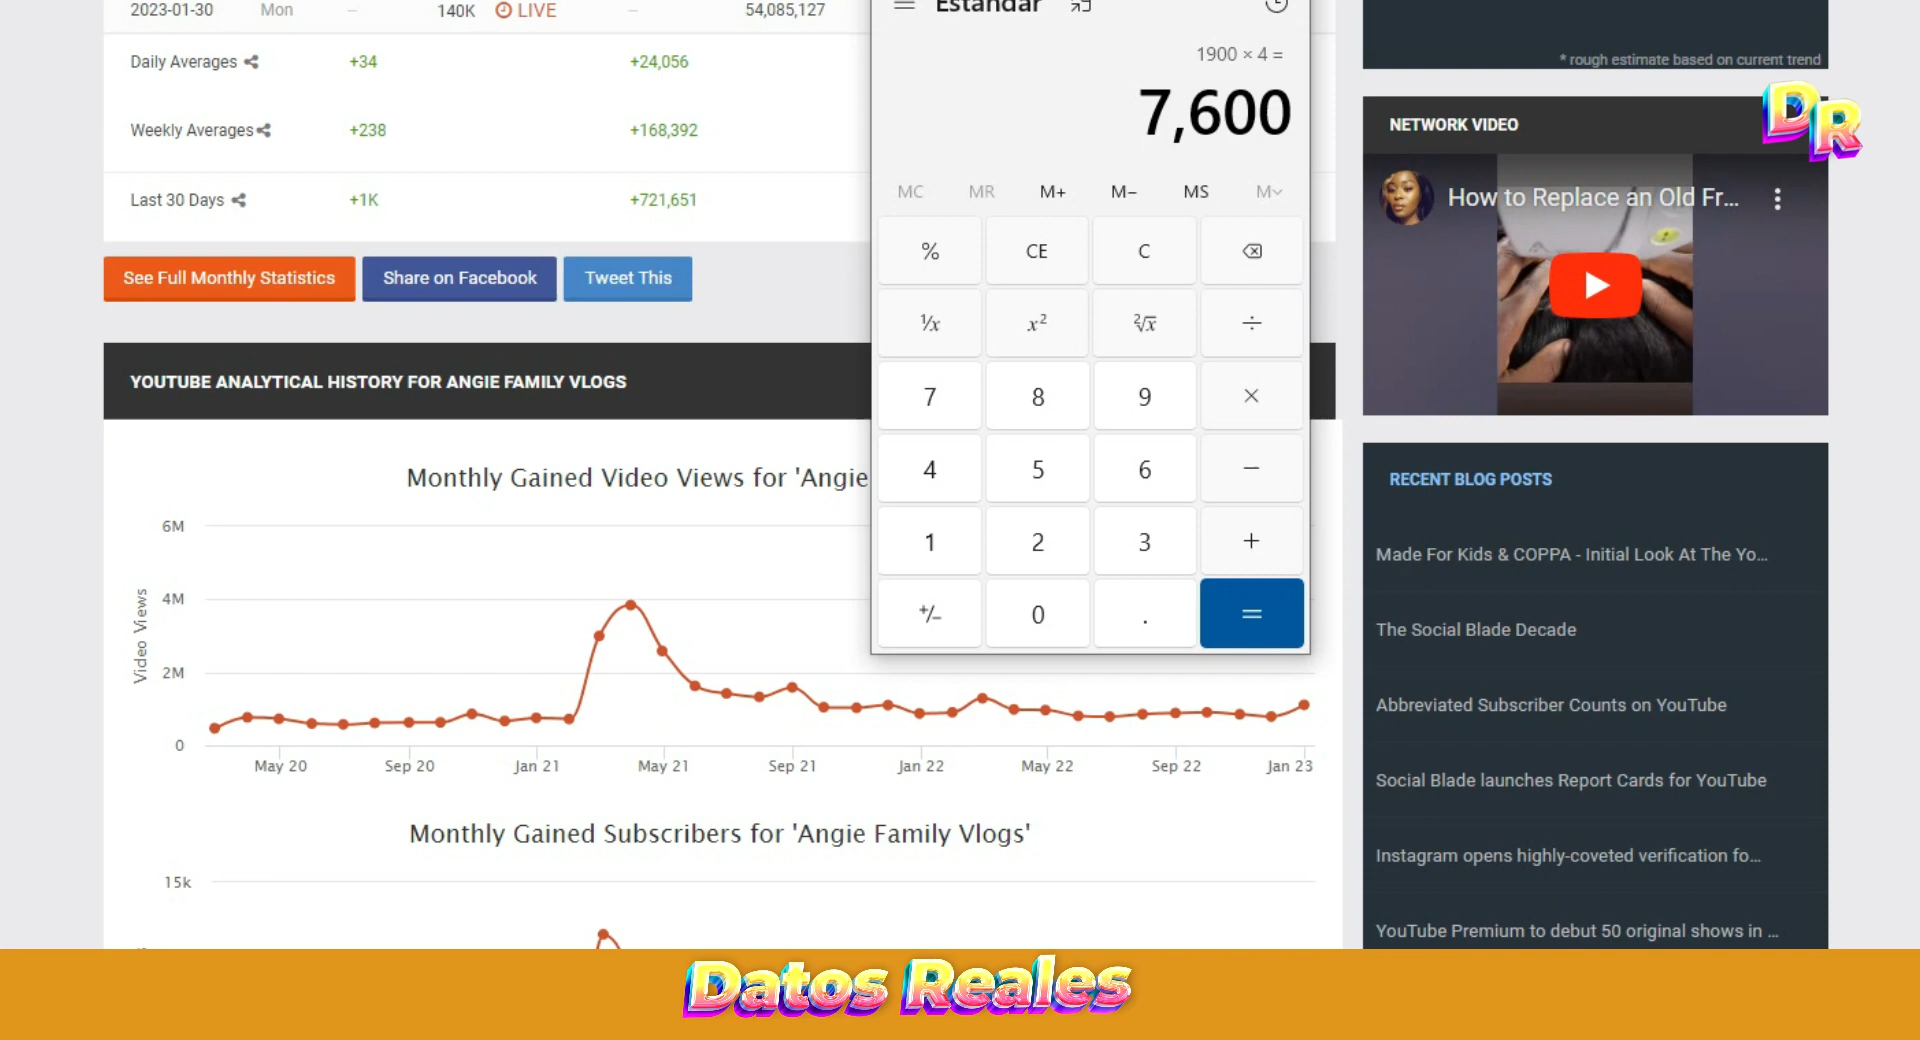 2023-01-30 Mon – 140K LIVE – 54,085,127
Daily Averages +34 +24,056
Weekly Averages +238 +168,392
Last 30 Days +1K +721,651
See Full Monthly Statistics Share on Facebook Tweet This
YOUTUBE ANALYTICAL HISTORY FOR ANGIE FAMILY VLOGS
Monthly Gained Video Views for 'Angie
Video Views
6M
4M
2M
0
May 20 Sep 20 Jan 21 May 21 Sep 21 Jan 22 May 22 Sep 22 Jan 23
Monthly Gained Subscribers for 'Angie Family Vlogs'
15k
Estándar
1900 × 4 =
7,600
MC MR M+ M− MS M
% CE C
¹/x x² ²√x ÷
7 8 9 ×
4 5 6 −
1 2 3 +
+/− 0 . =
* rough estimate based on current trend
DR
NETWORK VIDEO
How to Replace an Old Fr...
RECENT BLOG POSTS
Made For Kids & COPPA - Initial Look At The Yo...
The Social Blade Decade
Abbreviated Subscriber Counts on YouTube
Social Blade launches Report Cards for YouTube
Instagram opens highly-coveted verification fo...
YouTube Premium to debut 50 original shows in ...
Datos Reales